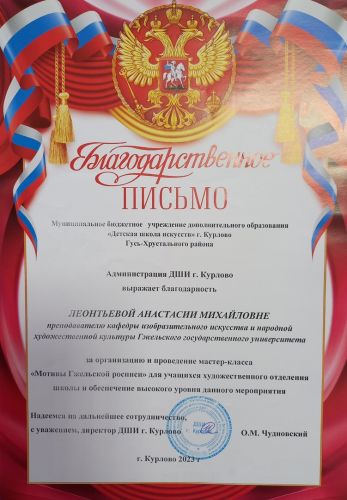 Благодарственное
ПИСЬМО
Муниципальное бюджетное учреждение дополнительного образования
«Детская школа искусств» г. Курлово
Гусь-Хрустального района
Администрация ДШИ г. Курлово
выражает благодарность
ЛЕОНТЬЕВОЙ АНАСТАСИИ МИХАЙЛОВНЕ
преподавателю кафедры изобразительного искусства и народной
художественной культуры Гжельского государственного университета
за организацию и проведение мастер-класса
«Мотивы Гжельской росписи» для учащихся художественного отделения
школы и обеспечение высокого уровня данного мероприятия
Надеемся на дальнейшее сотрудничество,
с уважением, директор ДШИ г. Курлово О.М. Чудновский
г. Курлово 2023 г